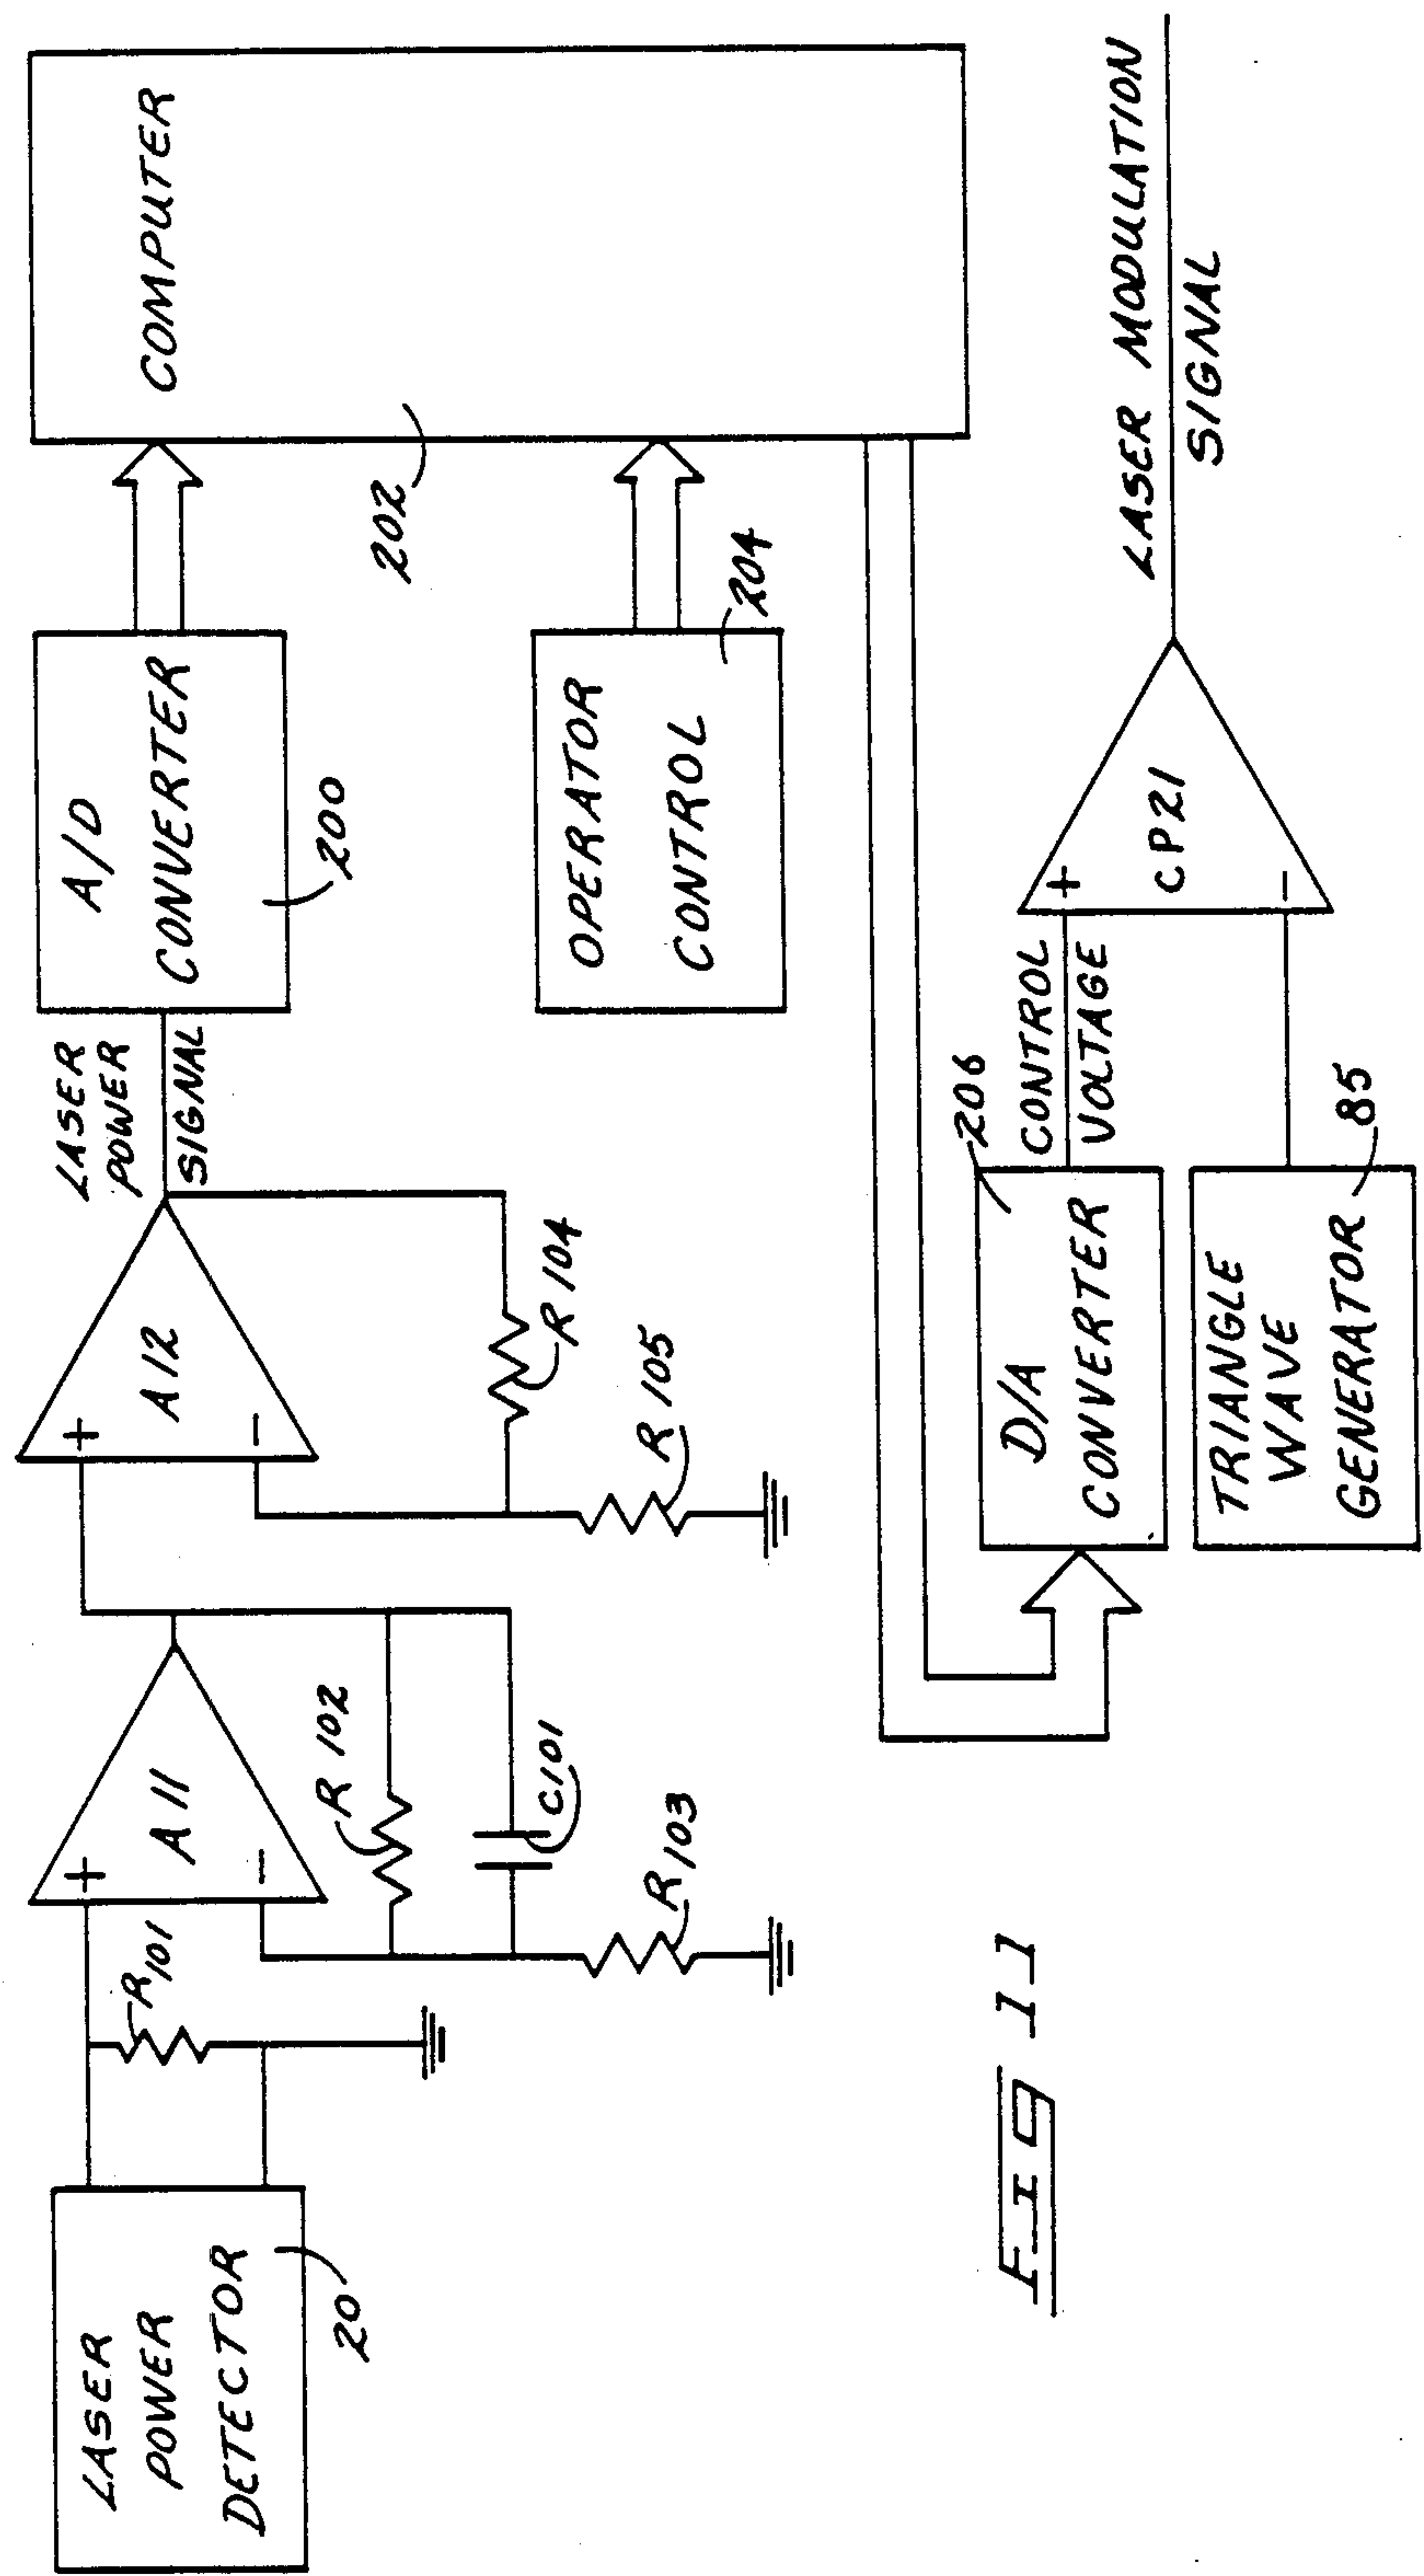 LASER
POWER
DETECTOR
20
R101
A11
+
-
R102
C101
R103
A12
+
-
R104
R105
LASER
POWER
SIGNAL
A/D
CONVERTER
200
COMPUTER
202
OPERATOR
CONTROL
204
D/A
CONVERTER
206
CONTROL
VOLTAGE
TRIANGLE
WAVE
GENERATOR
85
+
CP21
-
LASER MODULATION
SIGNAL
FIG 11